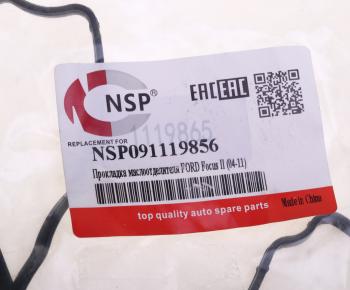 NSP
EAC EAC
1119865
REPLACEMENT FOR
NSP091119856
Прокладка маслоотделителя FORD Focus II (04-11)
top quality auto spare parts
Made in China